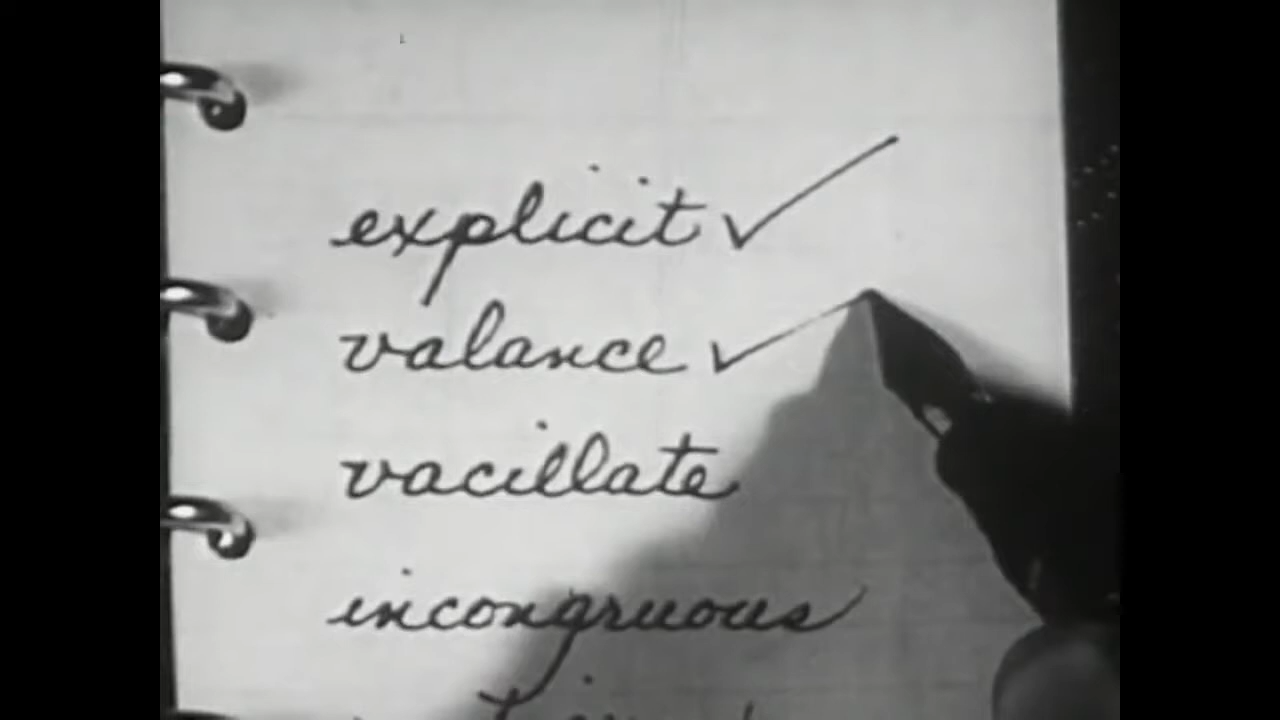 explicit ✓
valance ✓
vacillate
incongruous